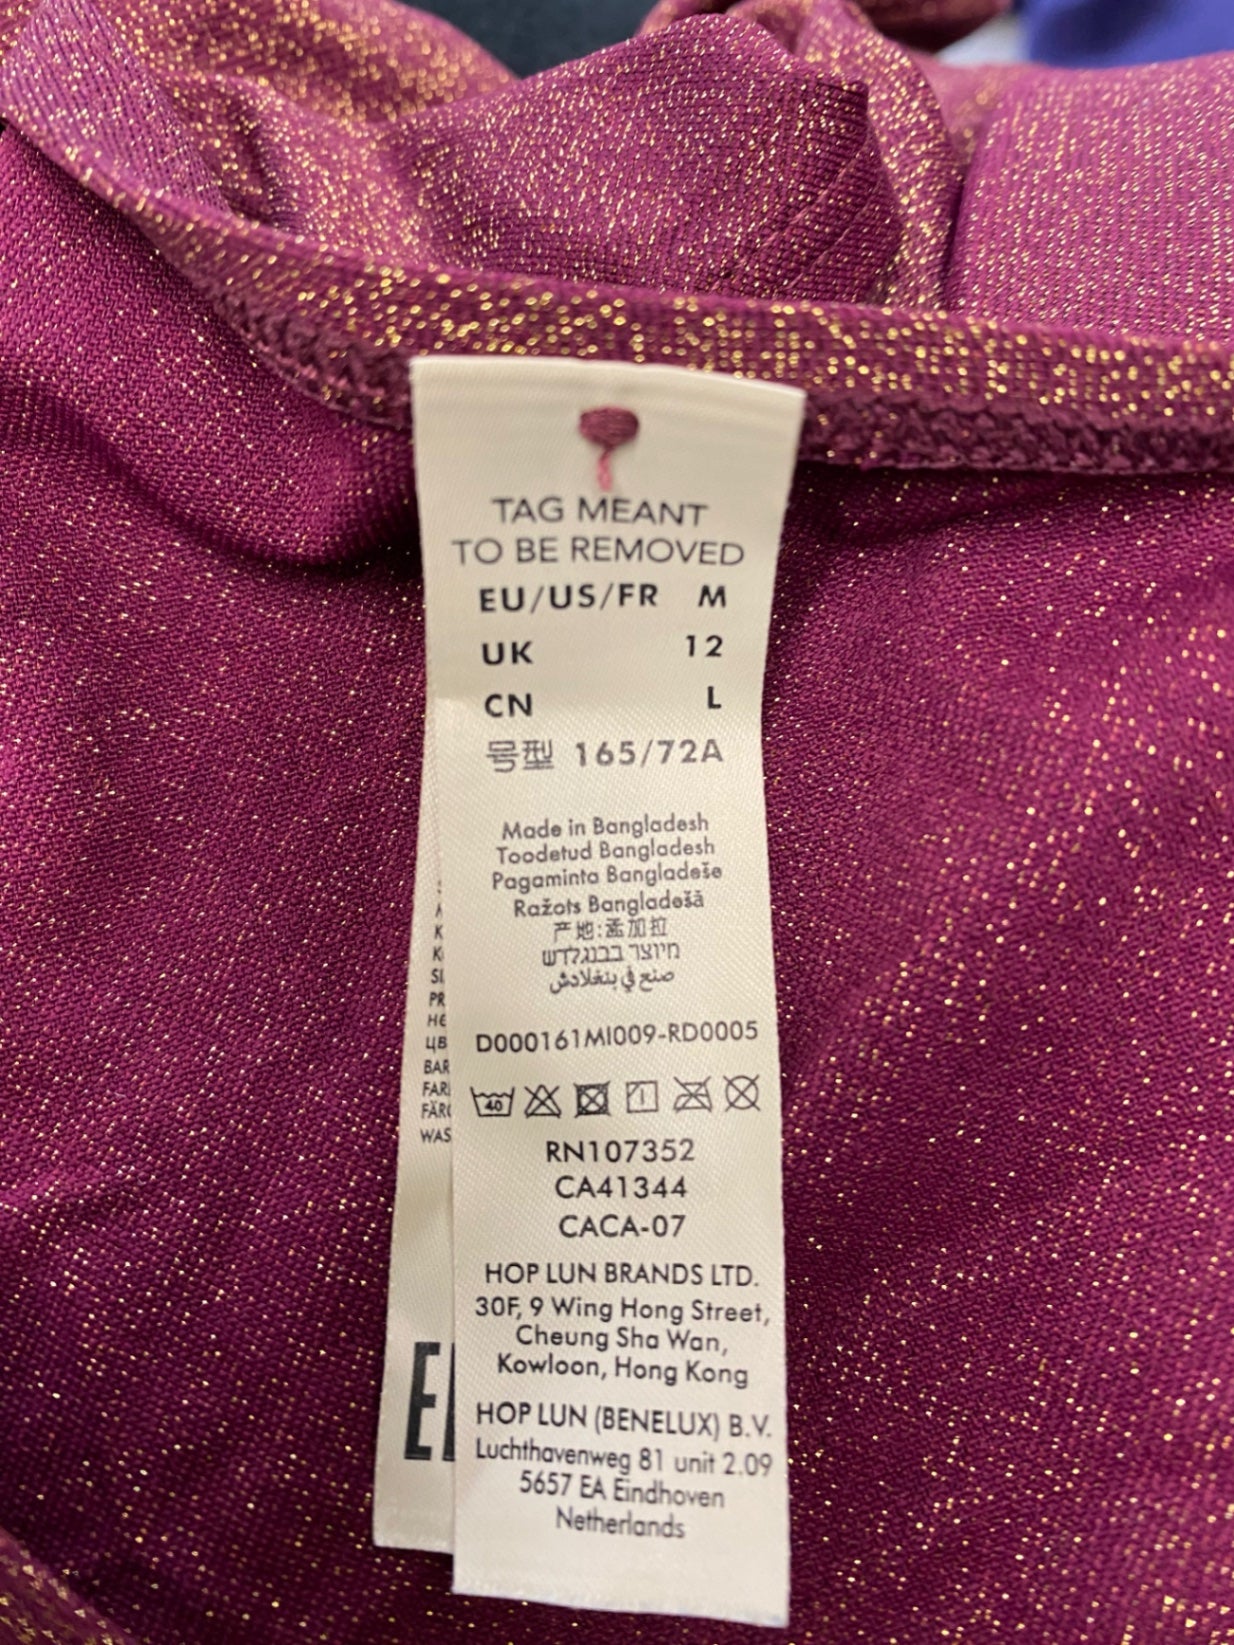 TAG MEANT
TO BE REMOVED
EU/US/FR M
UK 12
CN L
号型 165/72A
Made in Bangladesh
Toodetud Bangladesh
Pagaminta Bangladeše
Ražots Bangladešā
产地:孟加拉
מיוצר בבנגלדש
صنع في بنغلادش
D000161MI009-RD0005
40
RN107352
CA41344
CACA-07
HOP LUN BRANDS LTD.
30F, 9 Wing Hong Street,
Cheung Sha Wan,
Kowloon, Hong Kong
HOP LUN (BENELUX) B.V.
Luchthavenweg 81 unit 2.09
5657 EA Eindhoven
Netherlands